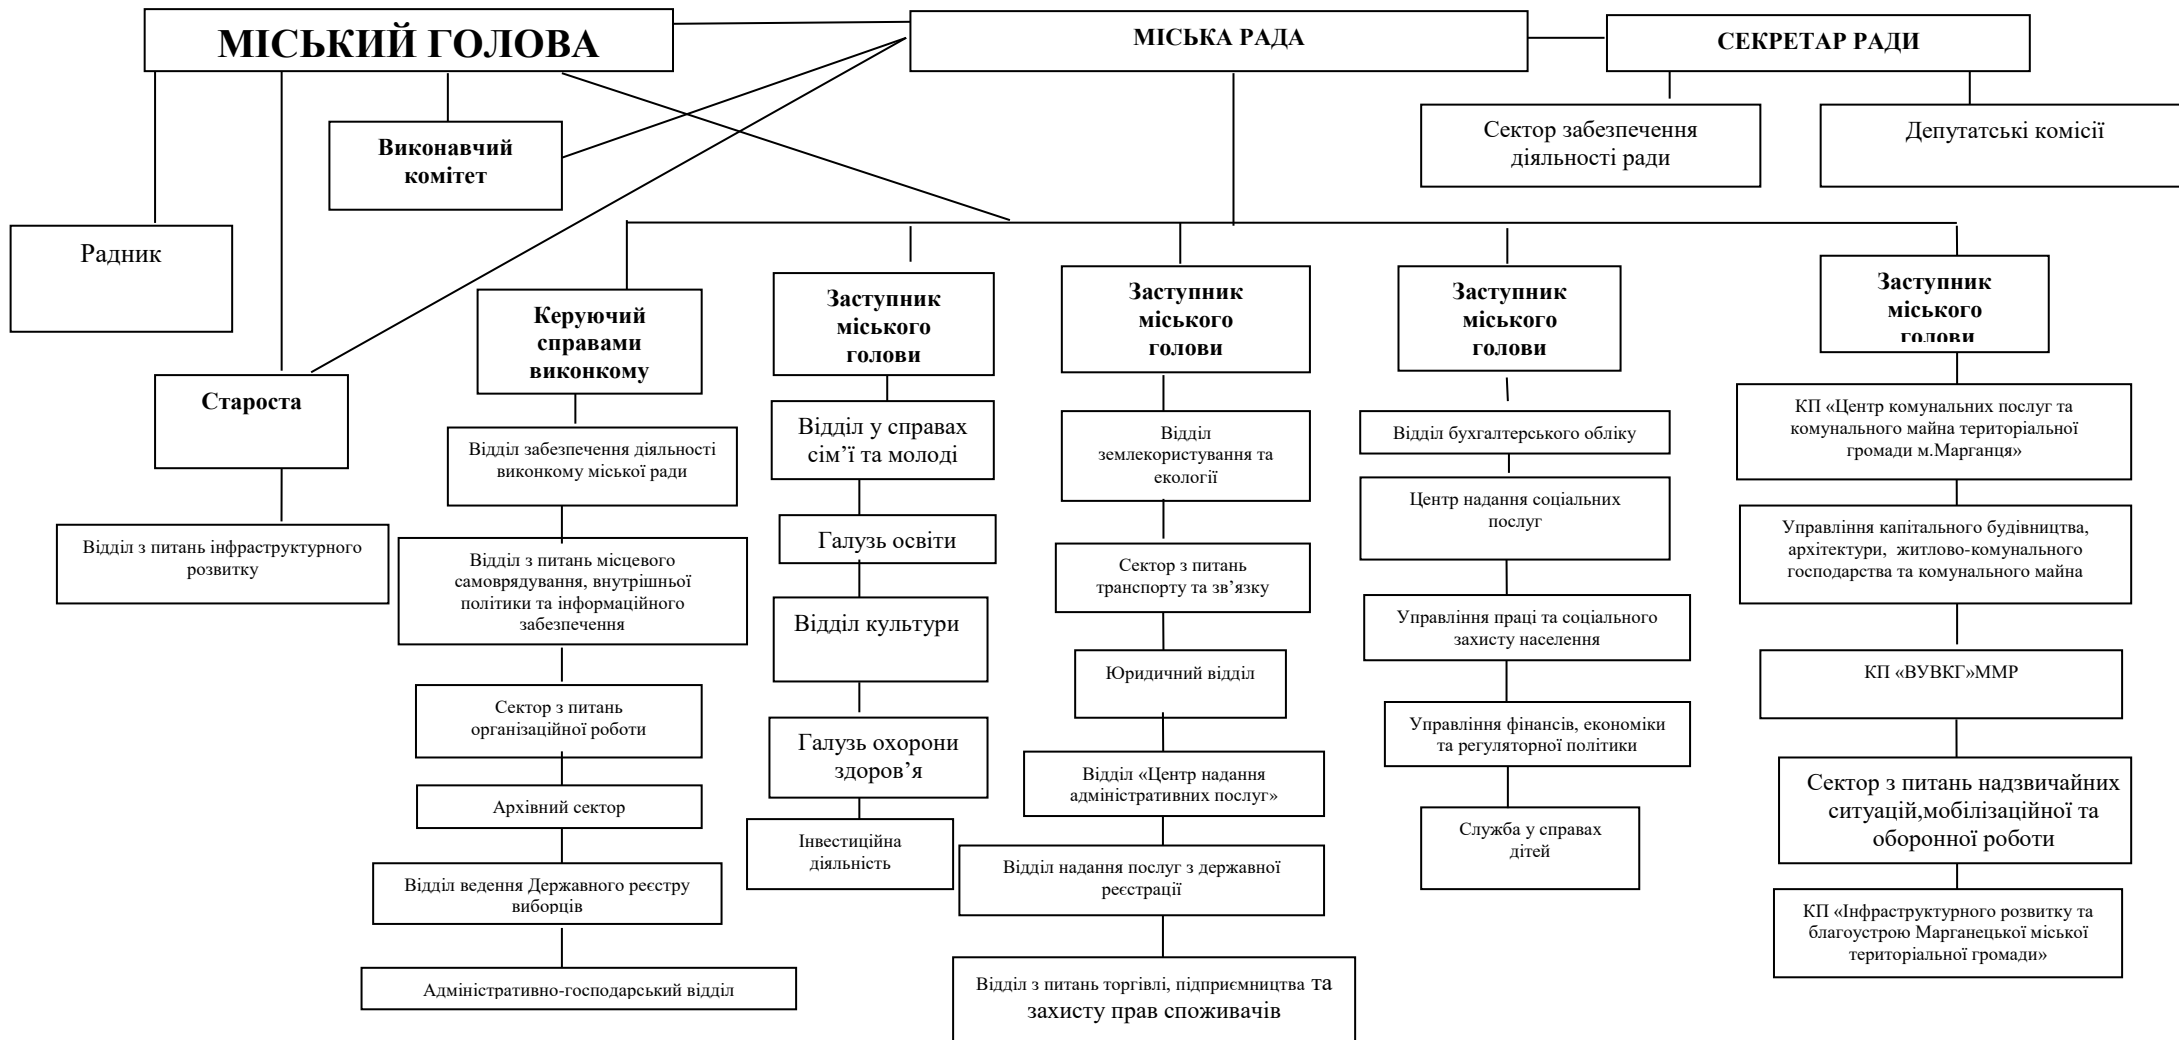 МІСЬКИЙ ГОЛОВА
МІСЬКА РАДА
СЕКРЕТАР РАДИ
Виконавчий
комітет
Сектор забезпечення
діяльності ради
Депутатські комісії
Радник
Староста
Відділ з питань інфраструктурного
розвитку
Керуючий
справами
виконкому
Відділ забезпечення діяльності
виконкому міської ради
Відділ з питань місцевого
самоврядування, внутрішньої
політики та інформаційного
забезпечення
Сектор з питань
організаційної роботи
Архівний сектор
Відділ ведення Державного реєстру
виборців
Адміністративно-господарський відділ
Заступник
міського
голови
Відділ у справах
сім’ї та молоді
Галузь освіти
Відділ культури
Галузь охорони
здоров’я
Інвестиційна
діяльність
Заступник
міського
голови
Відділ
землекористування та
екології
Сектор з питань
транспорту та зв’язку
Юридичний відділ
Відділ «Центр надання
адміністративних послуг»
Відділ надання послуг з державної
реєстрації
Відділ з питань торгівлі, підприємництва та
захисту прав споживачів
Заступник
міського
голови
Відділ бухгалтерського обліку
Центр надання соціальних
послуг
Управління праці та соціального
захисту населення
Управління фінансів, економіки
та регуляторної політики
Служба у справах
дітей
Заступник
міського
голови
КП «Центр комунальних послуг та
комунального майна територіальної
громади м.Марганця»
Управління капітального будівництва,
архітектури, житлово-комунального
господарства та комунального майна
КП «ВУВКГ»ММР
Сектор з питань надзвичайних
ситуацій,мобілізаційної та
оборонної роботи
КП «Інфраструктурного розвитку та
благоустрою Марганецької міської
територіальної громади»